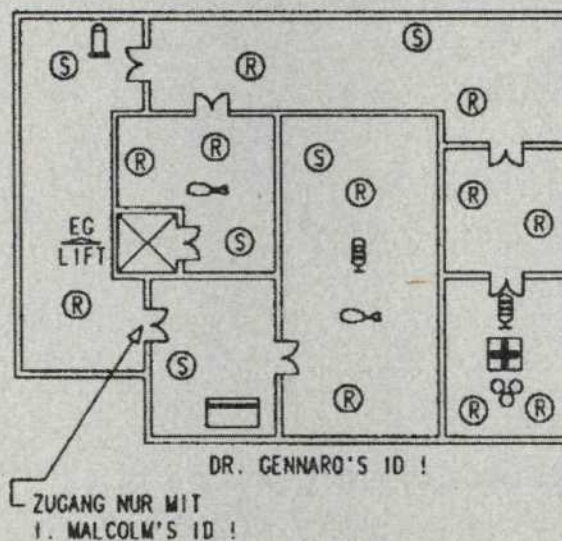 S
S R
R
R R S
R R
R
EG
S
LIFT
R
S
R R R
DR. GENNARO'S ID !
ZUGANG NUR MIT
I. MALCOLM'S ID !